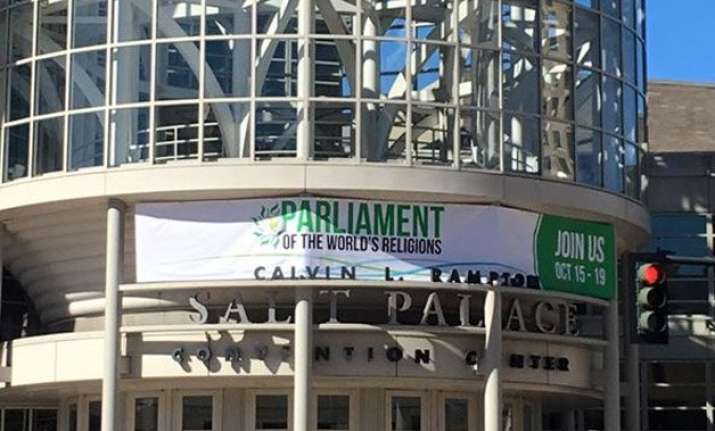 PARLIAMENT
OF THE WORLD'S RELIGIONS
JOIN US
OCT 15 - 19
CALVIN L. RAMPTON
SALT PALACE
CONVENTION CENTER